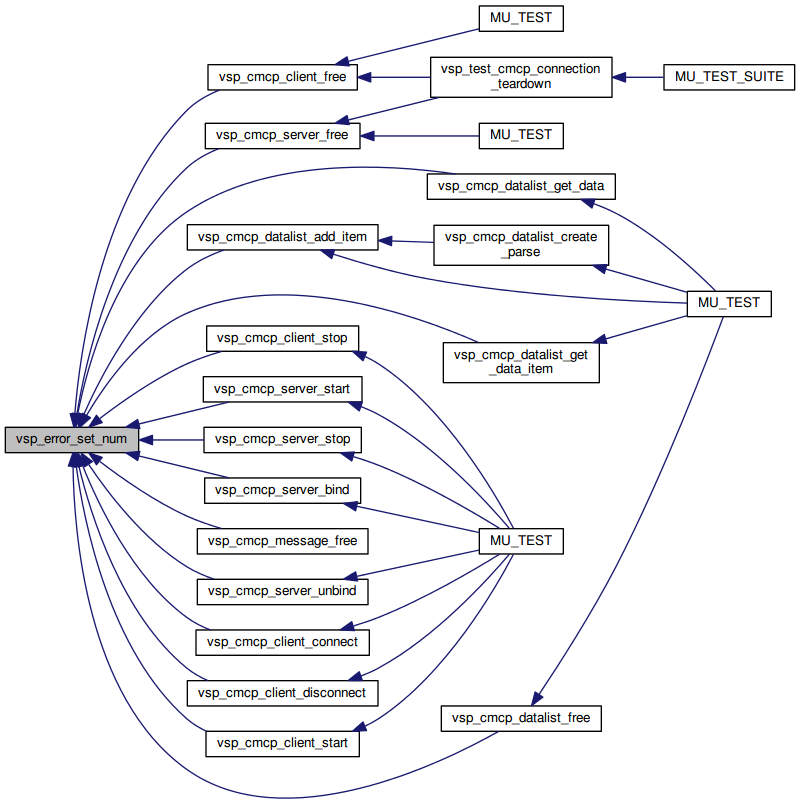 MU_TEST
vsp_cmcp_client_free
vsp_test_cmcp_connection
_teardown
MU_TEST_SUITE
vsp_cmcp_server_free
MU_TEST
vsp_cmcp_datalist_get_data
vsp_cmcp_datalist_add_item
vsp_cmcp_datalist_create
_parse
MU_TEST
vsp_cmcp_client_stop
vsp_cmcp_datalist_get
_data_item
vsp_cmcp_server_start
vsp_error_set_num
vsp_cmcp_server_stop
vsp_cmcp_server_bind
vsp_cmcp_message_free
MU_TEST
vsp_cmcp_server_unbind
vsp_cmcp_client_connect
vsp_cmcp_client_disconnect
vsp_cmcp_datalist_free
vsp_cmcp_client_start